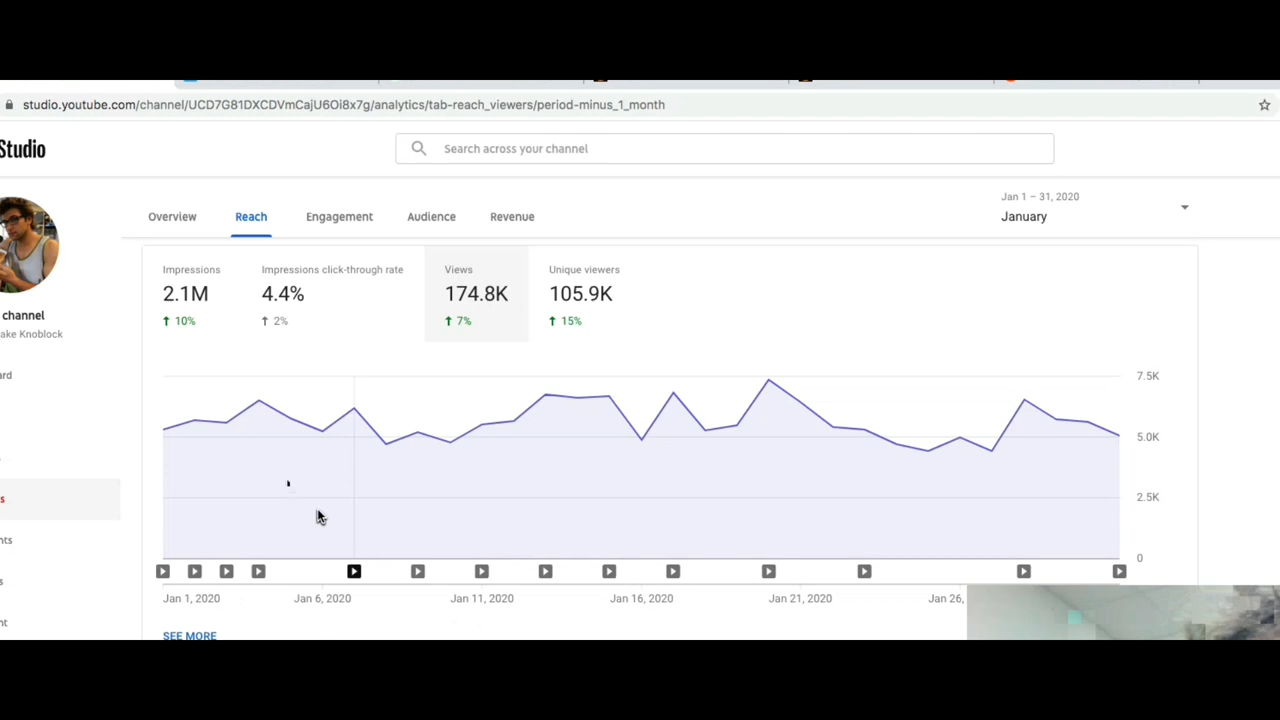 studio.youtube.com/channel/UCD7G81DXCDVmCajU6Oi8x7g/analytics/tab-reach_viewers/period-minus_1_month
Studio
Search across your channel
Overview Reach Engagement Audience Revenue
Jan 1 – 31, 2020
January
Impressions Impressions click-through rate Views Unique viewers
2.1M 4.4% 174.8K 105.9K
10% 2% 7% 15%
channel
ake Knoblock
ard
s
nts
s
nt
7.5K
5.0K
2.5K
0
Jan 1, 2020 Jan 6, 2020 Jan 11, 2020 Jan 16, 2020 Jan 21, 2020 Jan 26,
SEE MORE